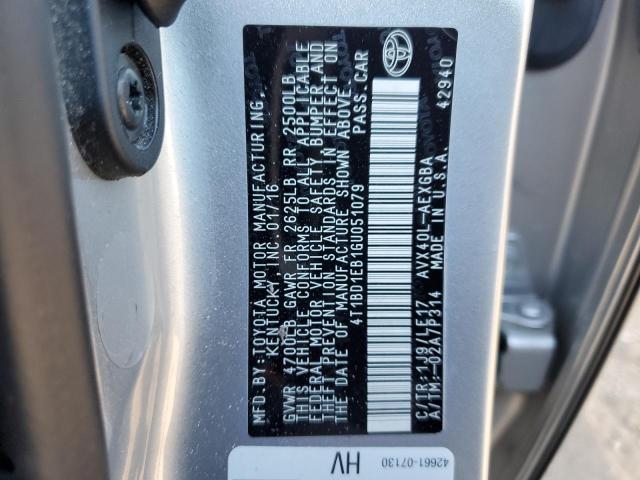 MFD.BY:TOYOTA MOTOR MANUFACTURING,
KENTUCKY, INC. 01/16
GVWR 4700LB GAWR FR 2625LB RR 2500LB
THIS VEHICLE CONFORMS TO ALL APPLICABLE
FEDERAL MOTOR VEHICLE SAFETY, BUMPER AND
THEFT PREVENTION STANDARDS IN EFFECT ON
THE DATE OF MANUFACTURE SHOWN ABOVE.
4T1BD1EB1GU051079 PASS.CAR
C/TR:1J9/LE17 AVX40L-AEXGBA
A/TM:-02A/P314 MADE IN U.S.A. 42940
HV
42661-07130